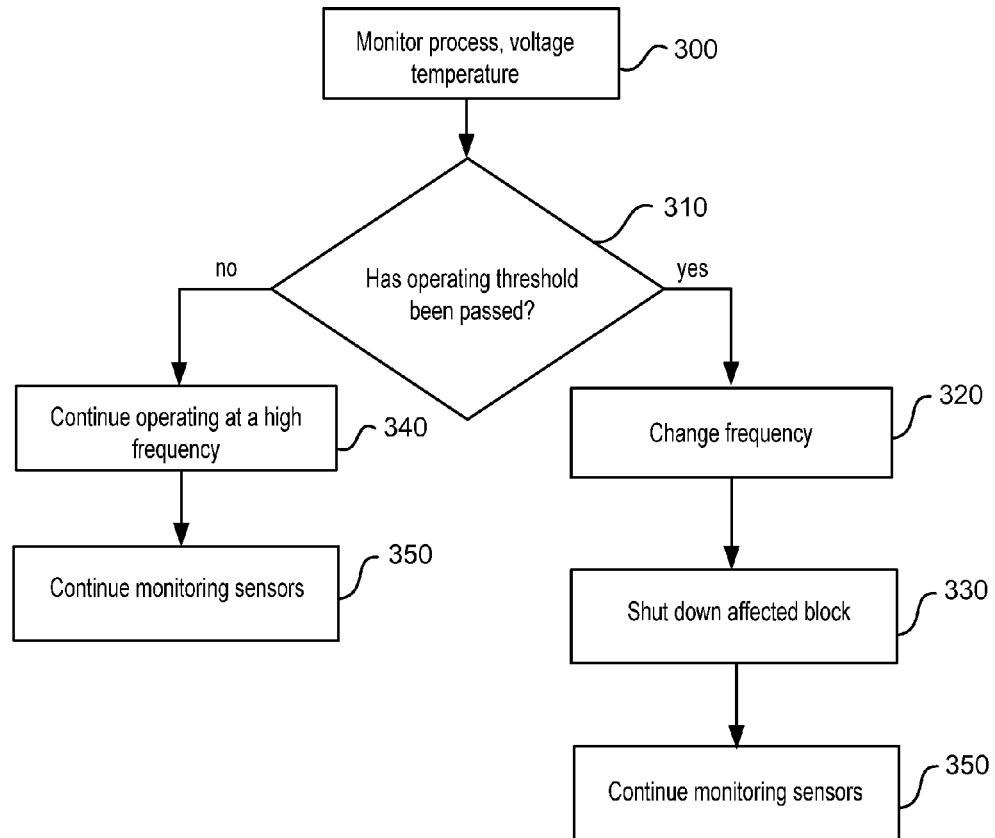 Monitor process, voltage
temperature
300
310
no
yes
Has operating threshold
been passed?
Continue operating at a high
frequency
340
320
Change frequency
Continue monitoring sensors
350
Shut down affected block
330
Continue monitoring sensors
350